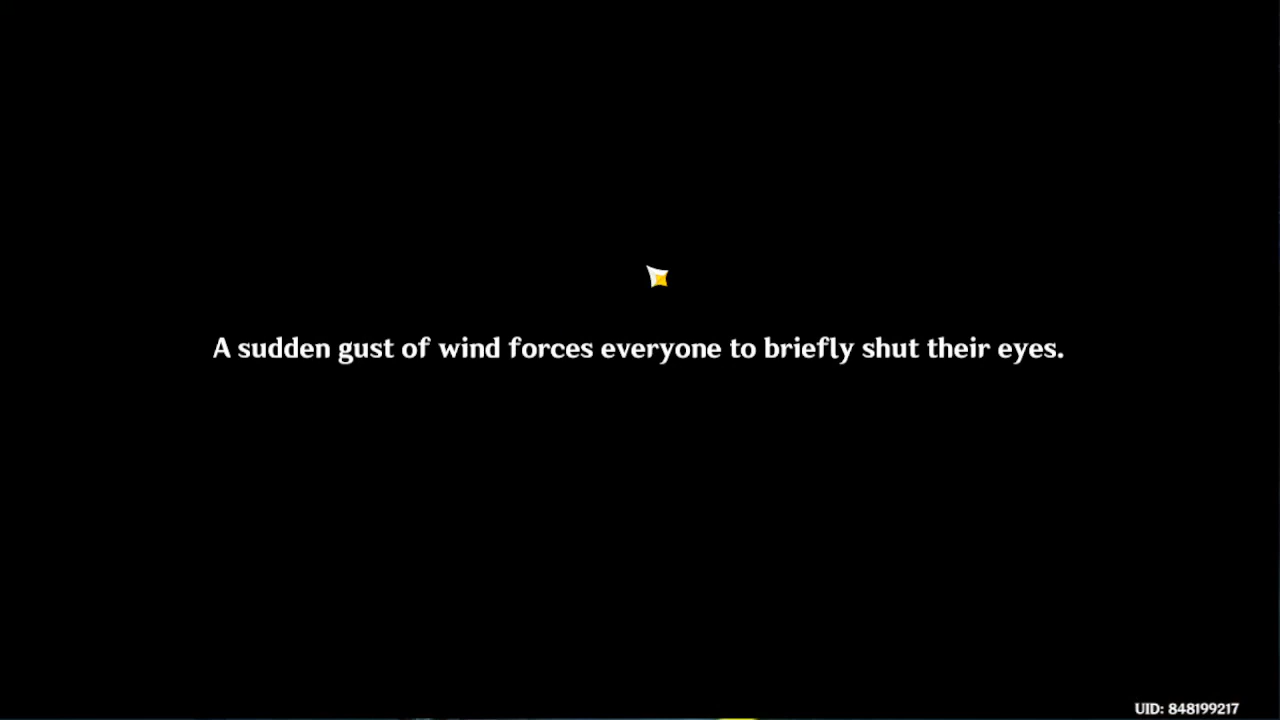 A sudden gust of wind forces everyone to briefly shut their eyes.
UID: 848199217